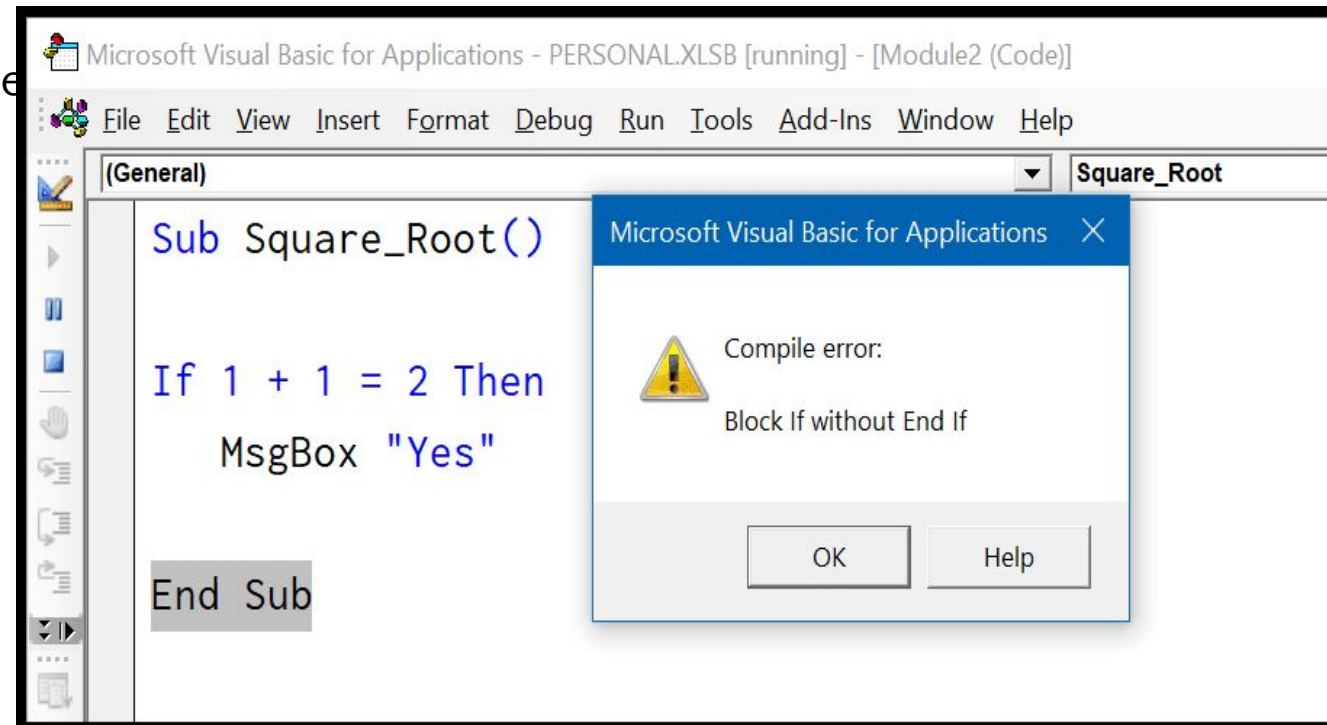 Microsoft Visual Basic for Applications - PERSONAL.XLSB [running] - [Module2 (Code)]
e
File Edit View Insert Format Debug Run Tools Add-Ins Window Help
(General) Square_Root
Sub Square_Root()
If 1 + 1 = 2 Then
MsgBox "Yes"
End Sub
Microsoft Visual Basic for Applications
Compile error:
Block If without End If
OK Help